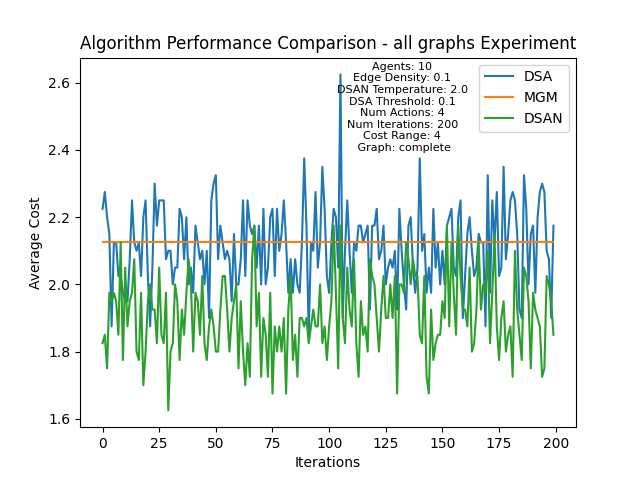 Algorithm Performance Comparison - all graphs Experiment
Agents: 10
Edge Density: 0.1
DSAN Temperature: 2.0
DSA Threshold: 0.1
Num Actions: 4
Num Iterations: 200
Cost Range: 4
Graph: complete
DSA
MGM
DSAN
Average Cost
2.6
2.4
2.2
2.0
1.8
1.6
0 25 50 75 100 125 150 175 200
Iterations